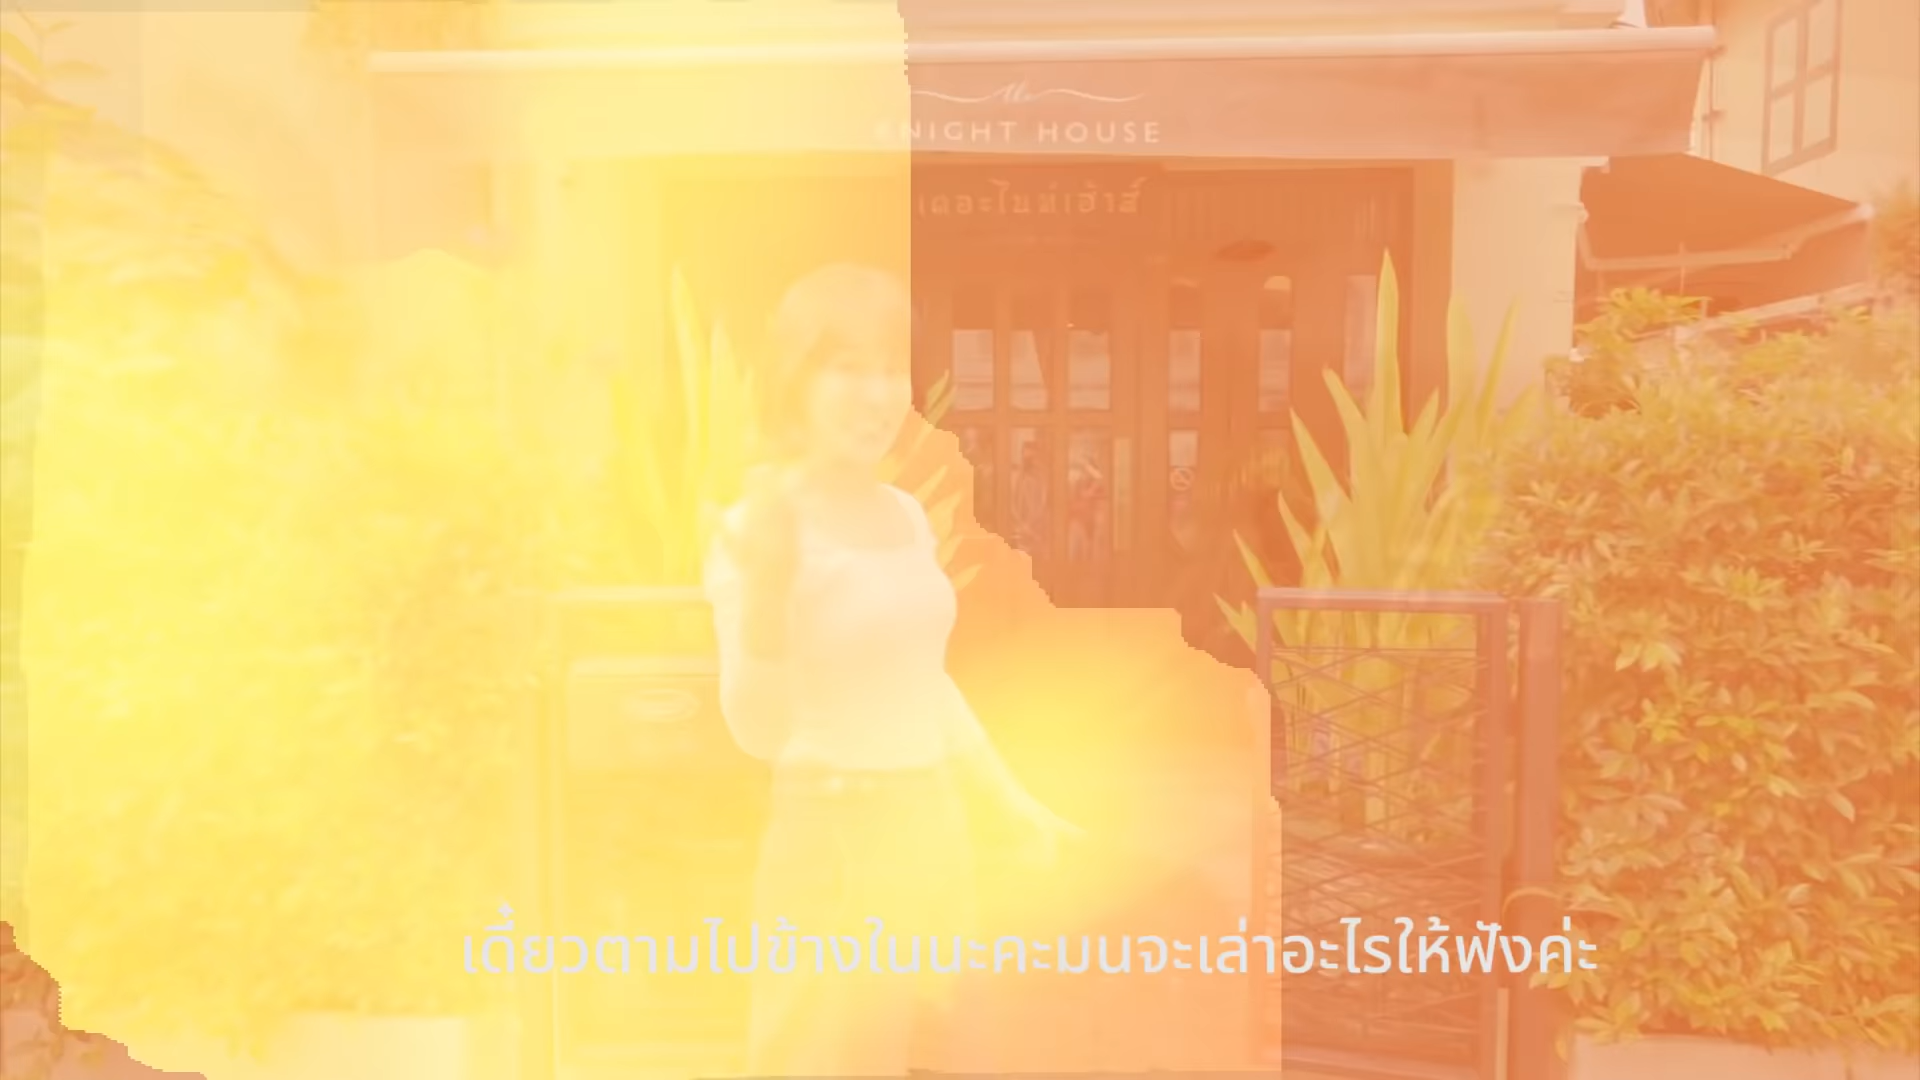 The
KNIGHT HOUSE
เดอะไนท์เฮ้าส์
เดี๋ยวตามไปข้างในนะคะมนจะเล่าอะไรให้ฟังค่ะ